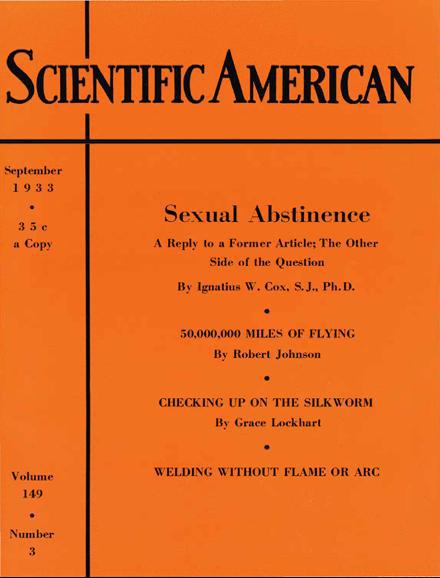 SCIENTIFIC AMERICAN
September
1933
•
35c
a Copy
Sexual Abstinence
A Reply to a Former Article; The Other
Side of the Question
By Ignatius W. Cox, S.J., Ph.D.
•
50,000,000 MILES OF FLYING
By Robert Johnson
•
CHECKING UP ON THE SILKWORM
By Grace Lockhart
•
WELDING WITHOUT FLAME OR ARC
Volume
149
•
Number
3